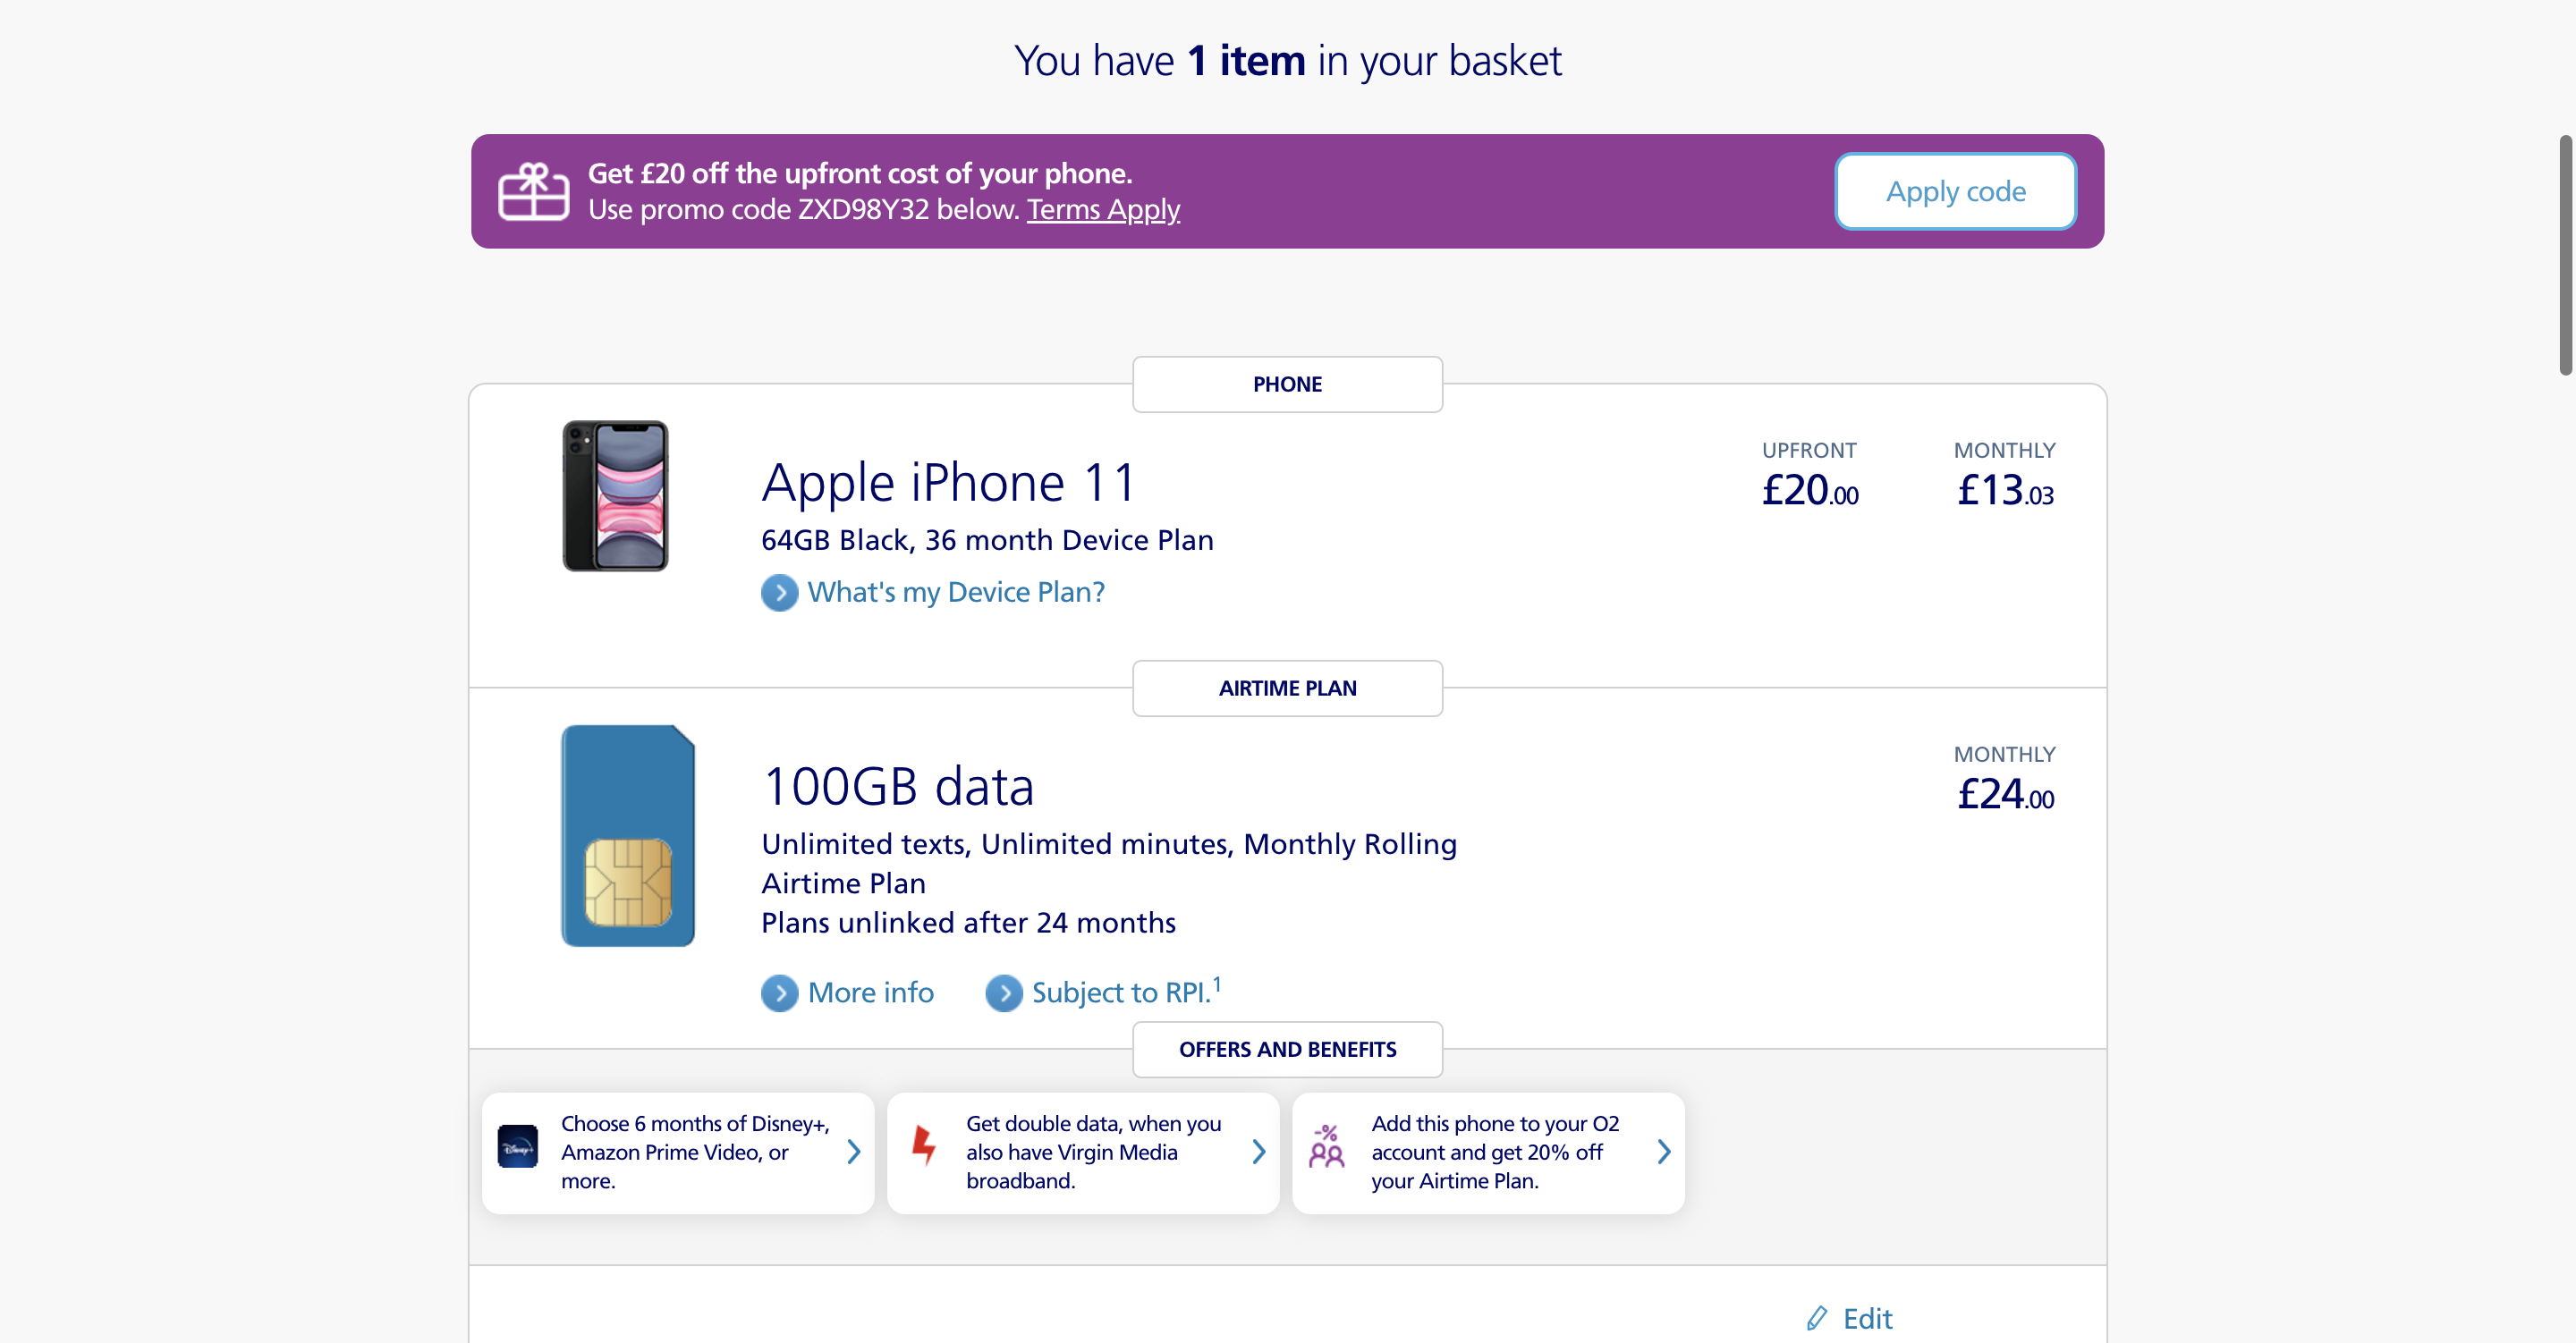 You have 1 item in your basket
Get £20 off the upfront cost of your phone.
Use promo code ZXD98Y32 below. Terms Apply
Apply code
PHONE
Apple iPhone 11
64GB Black, 36 month Device Plan
What's my Device Plan?
UPFRONT
£20.00
MONTHLY
£13.03
AIRTIME PLAN
100GB data
Unlimited texts, Unlimited minutes, Monthly Rolling
Airtime Plan
Plans unlinked after 24 months
More info
Subject to RPI.1
MONTHLY
£24.00
OFFERS AND BENEFITS
Disney+
Choose 6 months of Disney+,
Amazon Prime Video, or
more.
Get double data, when you
also have Virgin Media
broadband.
-%
Add this phone to your O2
account and get 20% off
your Airtime Plan.
Edit